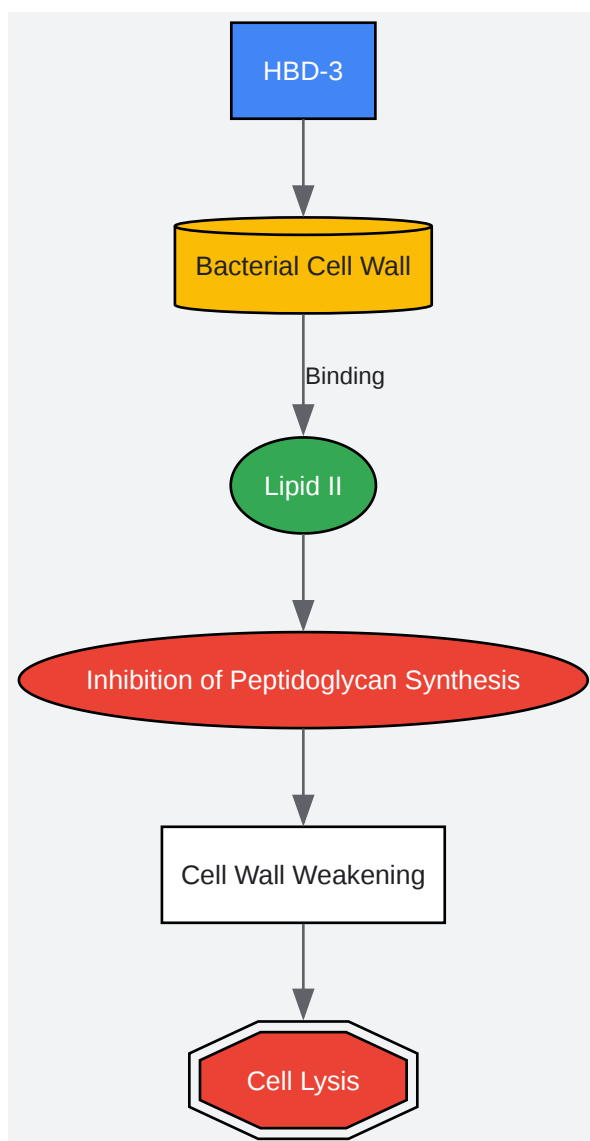 HBD-3
Bacterial Cell Wall
Binding
Lipid II
Inhibition of Peptidoglycan Synthesis
Cell Wall Weakening
Cell Lysis